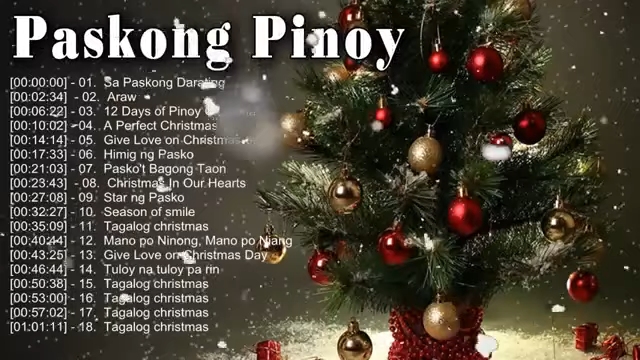 Paskong Pinoy
[00:00:00] - 01. Sa Paskong Darating
[00:02:34] - 02. Araw
[00:06:22] - 03. 12 Days of Pinoy
[00:10:02] - 04. A Perfect Christmas
[00:14:14] - 05. Give Love on Christmas
[00:17:33] - 06. Himig ng Pasko
[00:21:03] - 07. Pasko't Bagong Taon
[00:23:43] - 08. Christmas In Our Hearts
[00:27:08] - 09. Star ng Pasko
[00:32:27] - 10. Season of smile
[00:35:09] - 11. Tagalog christmas
[00:40:44] - 12. Mano po Ninong, Mano po Niang
[00:43:25] - 13. Give Love on Christmas Day
[00:46:44] - 14. Tuloy na tuloy pa rin
[00:50:38] - 15. Tagalog christmas
[00:53:00] - 16. Tagalog christmas
[00:57:02] - 17. Tagalog christmas
[01:01:11] - 18. Tagalog christmas